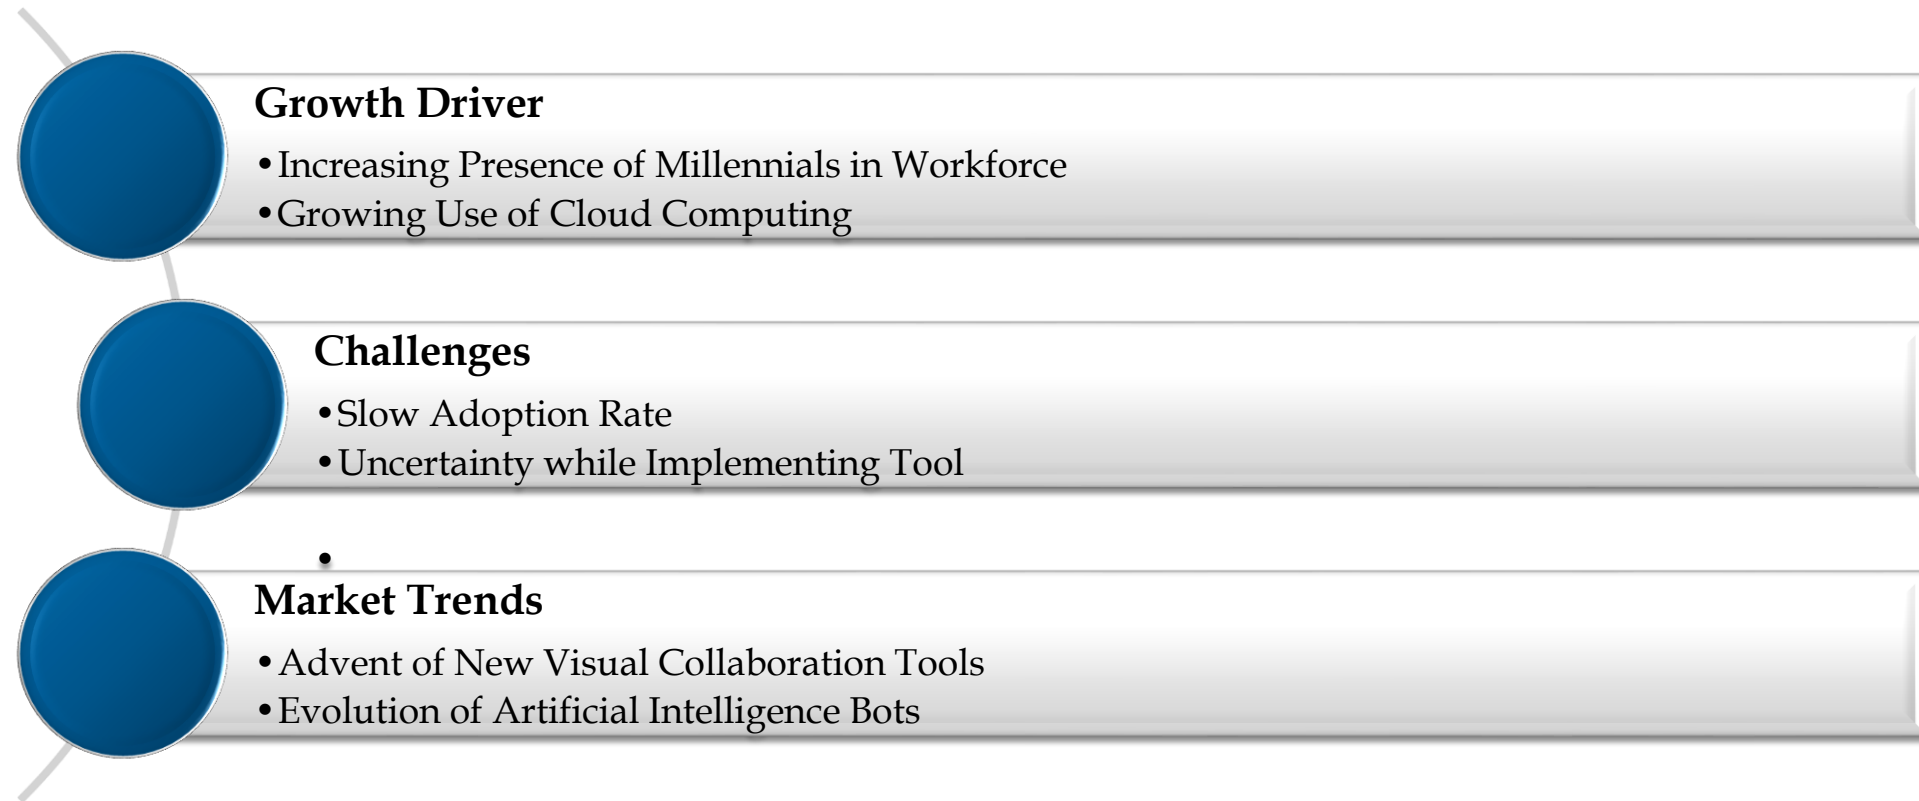 Growth Driver
•Increasing Presence of Millennials in Workforce
•Growing Use of Cloud Computing
Challenges
•Slow Adoption Rate
•Uncertainty while Implementing Tool
•
Market Trends
•Advent of New Visual Collaboration Tools
•Evolution of Artificial Intelligence Bots